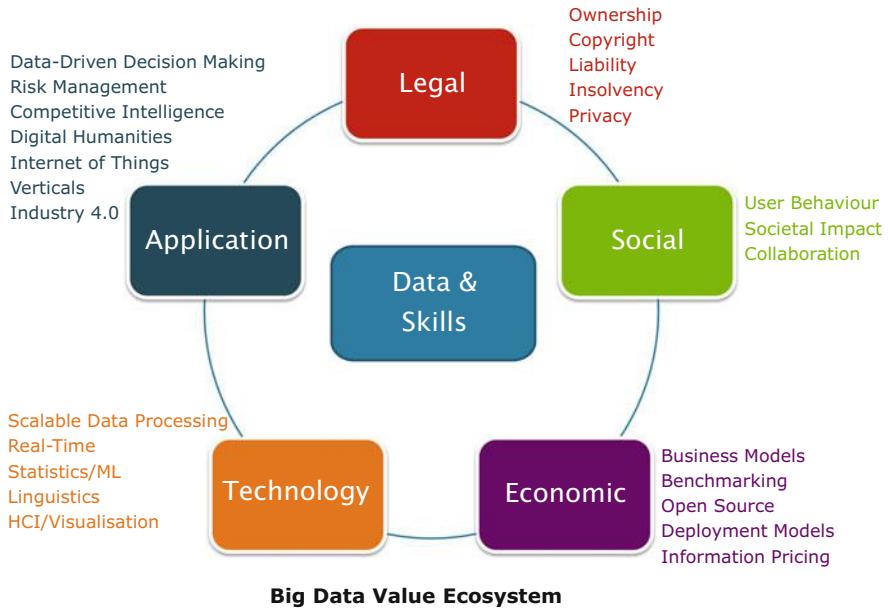 Legal
Ownership
Copyright
Liability
Insolvency
Privacy
Data-Driven Decision Making
Risk Management
Competitive Intelligence
Digital Humanities
Internet of Things
Verticals
Industry 4.0
Application
Social
User Behaviour
Societal Impact
Collaboration
Data &
Skills
Scalable Data Processing
Real-Time
Statistics/ML
Linguistics
HCI/Visualisation
Technology
Economic
Business Models
Benchmarking
Open Source
Deployment Models
Information Pricing
Big Data Value Ecosystem